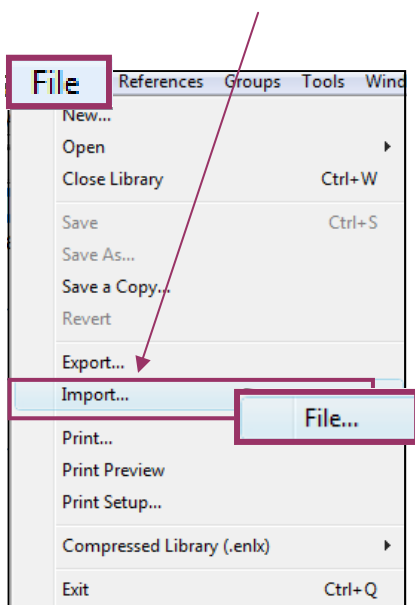 File References Groups Tools Wind
New...
Open
Close Library Ctrl+W
Save Ctrl+S
Save As...
Save a Copy...
Revert
Export...
Import...
File...
Print...
Print Preview
Print Setup...
Compressed Library (.enlx)
Exit Ctrl+Q